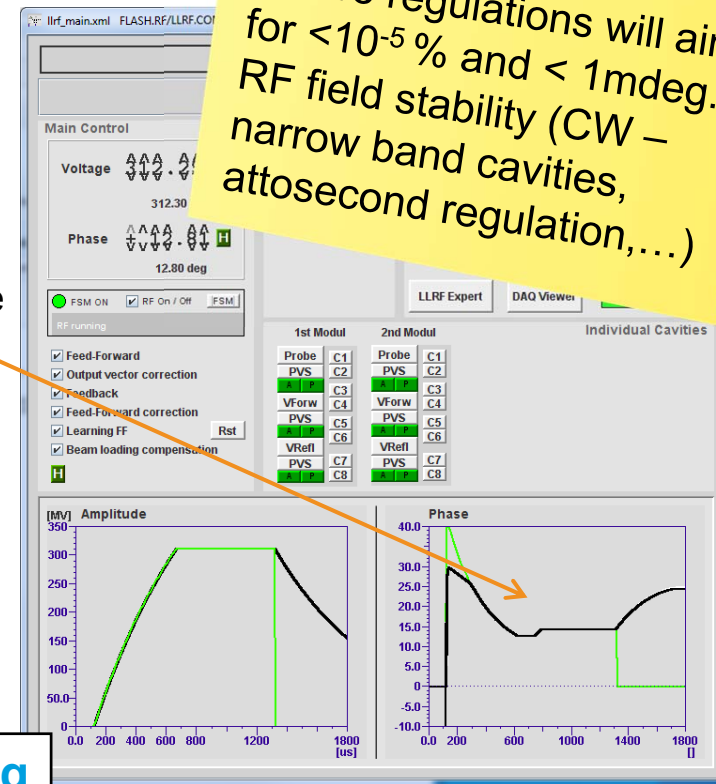 llrf_main.xml FLASH.RF/LLRF.CON
regulations will aim
for <10-5 % and < 1mdeg.
RF field stability (CW –
narrow band cavities,
attosecond regulation,…)
Main Control
Voltage
312.30
Phase
H
12.80 deg
FSM ON
RF On / Off
FSM
RF running
Feed-Forward
Output vector correction
Feedback
Feed-Forward correction
Learning FF
Rst
Beam loading compensation
H
LLRF Expert
DAQ Viewer
Individual Cavities
1st Modul
2nd Modul
Probe C1 Probe C1
PVS C2 PVS C2
A P C3 A P C3
VForw C4 VForw C4
PVS C5 PVS C5
A P C6 A P C6
VRefl VRefl
PVS C7 PVS C7
A P C8 A P C8
[MV] Amplitude
350
300
250
200
150
100
50.0
0
0.0 200 400 600 800 1200 1800
[us]
Phase
40.0
30.0
25.0
20.0
15.0
10.0
5.0
0
-5.0
-10.0
0.0 200 600 1000 1400 1800
[]
g